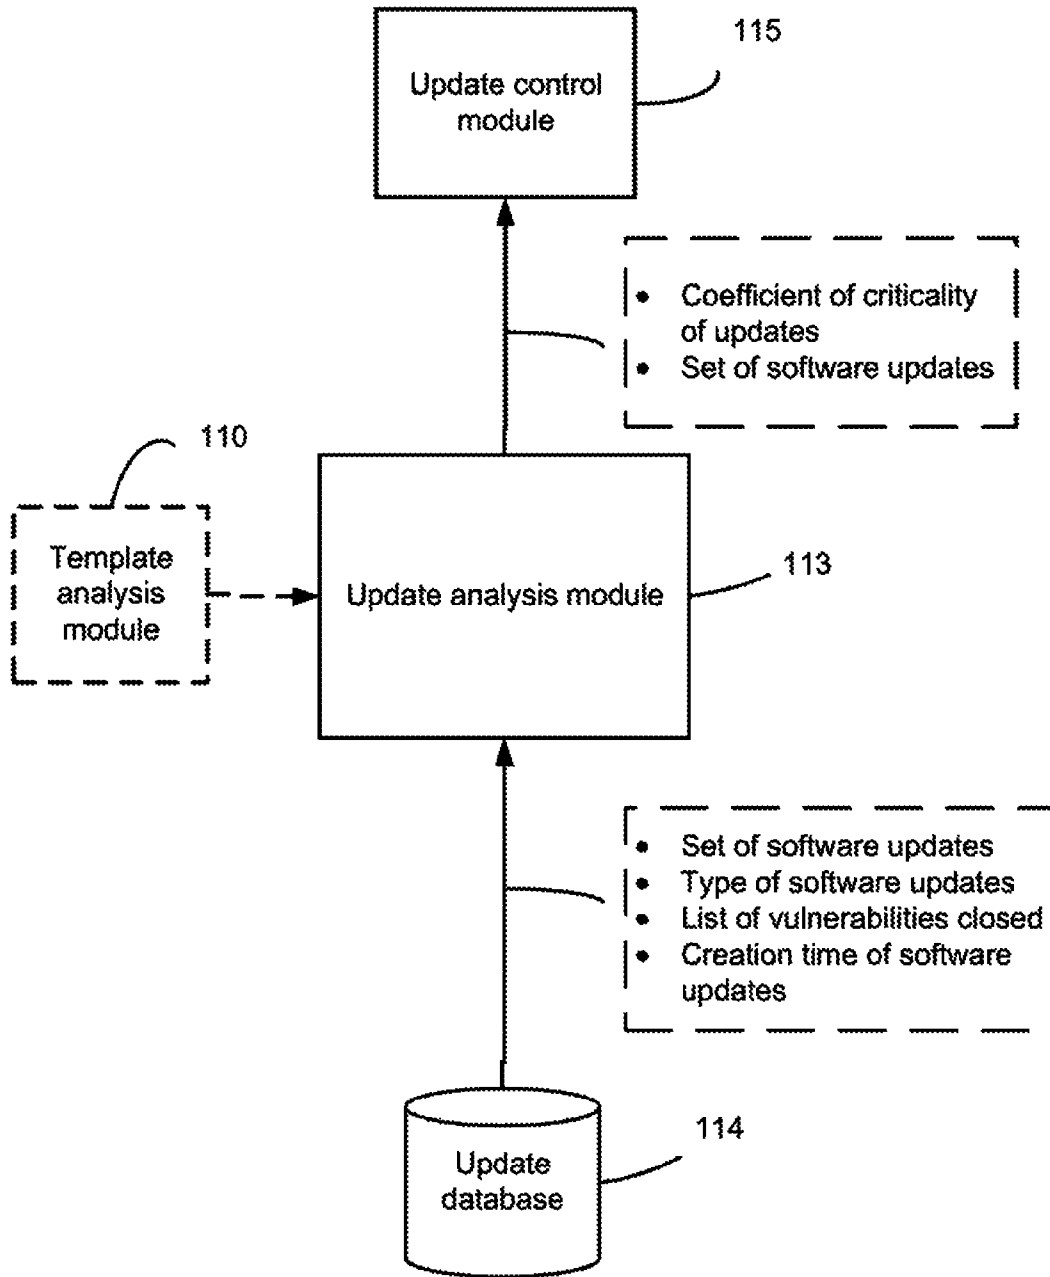 115
Update control
module
• Coefficient of criticality
of updates
• Set of software updates
110
Template
analysis
module
Update analysis module
113
• Set of software updates
• Type of software updates
• List of vulnerabilities closed
• Creation time of software
updates
114
Update
database